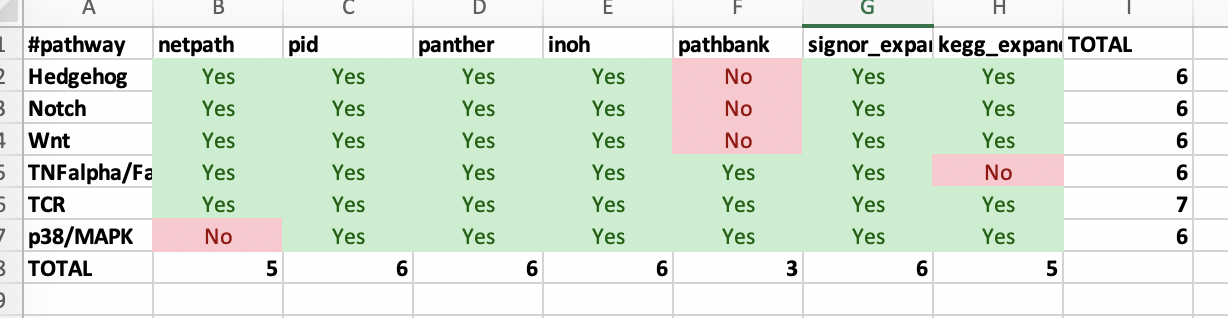 A B C D E F G H I
1 #pathway netpath pid panther inoh pathbank signor_expan kegg_expand TOTAL
2 Hedgehog Yes Yes Yes Yes No Yes Yes 6
3 Notch Yes Yes Yes Yes No Yes Yes 6
4 Wnt Yes Yes Yes Yes No Yes Yes 6
5 TNFalpha/Fa Yes Yes Yes Yes Yes Yes No 6
6 TCR Yes Yes Yes Yes Yes Yes Yes 7
7 p38/MAPK No Yes Yes Yes Yes Yes Yes 6
8 TOTAL 5 6 6 6 3 6 5
9